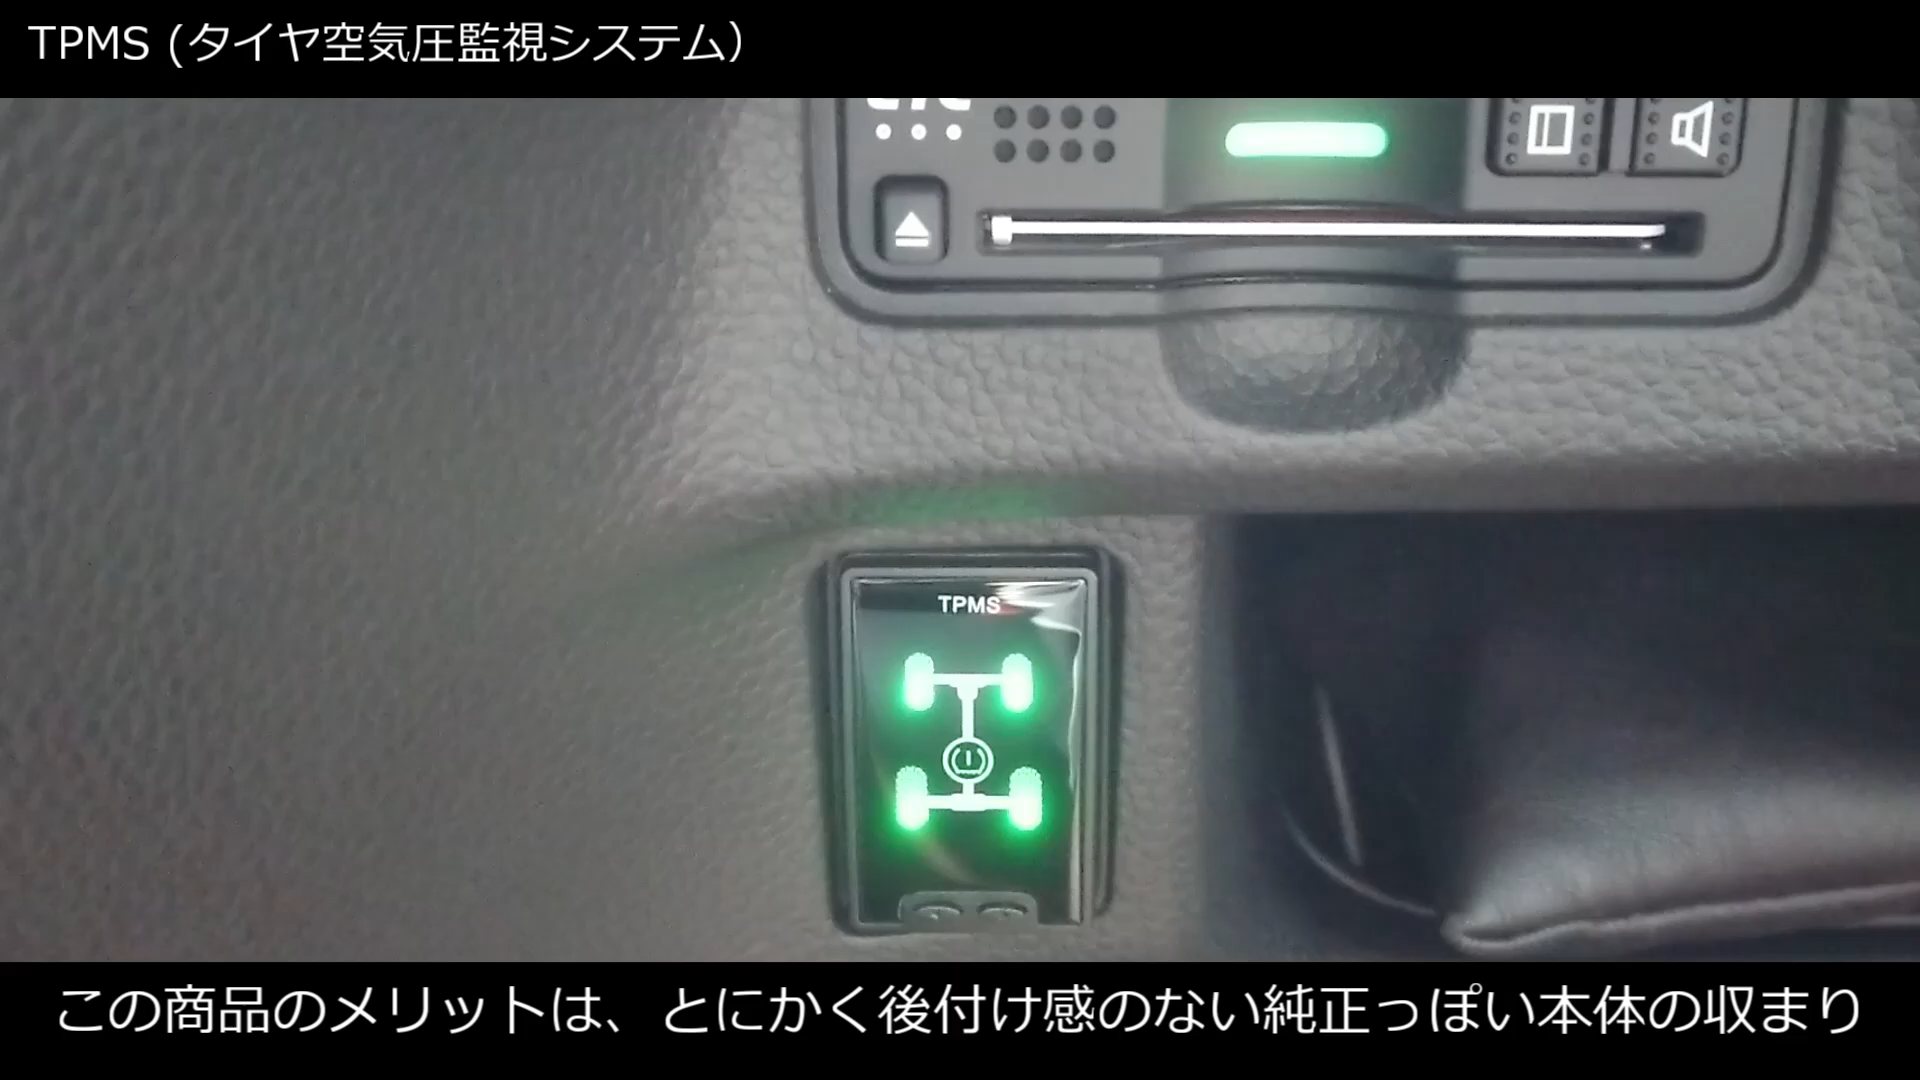 TPMS (タイヤ空気圧監視システム)
TPMS
この商品のメリットは、とにかく後付け感のない純正っぽい本体の収まり